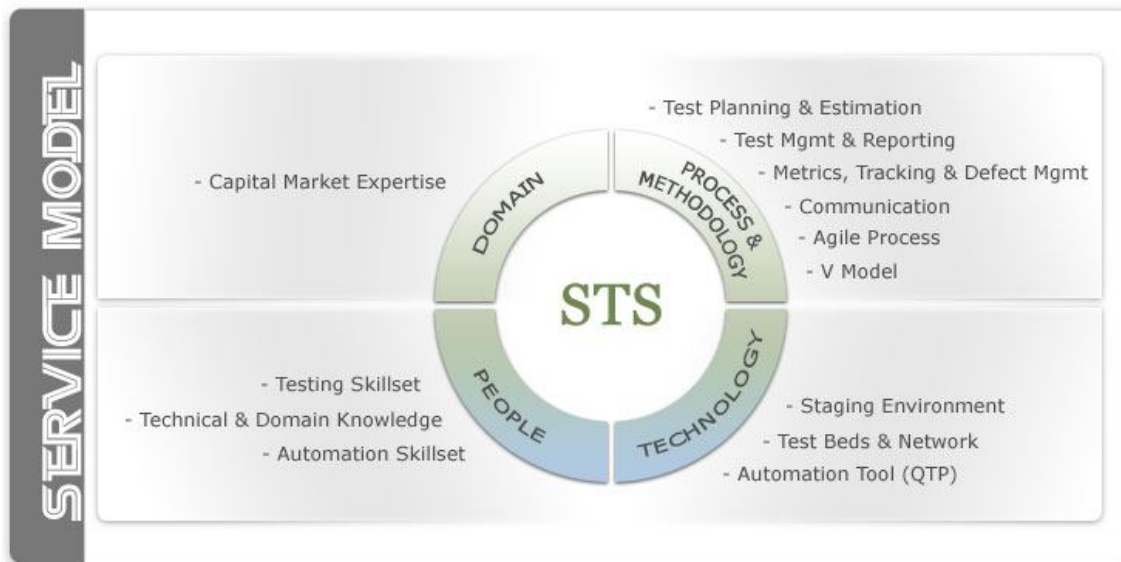 SERVICE MODEL
- Capital Market Expertise
DOMAIN
PROCESS &
METHODOLOGY
- Test Planning & Estimation
- Test Mgmt & Reporting
- Metrics, Tracking & Defect Mgmt
- Communication
- Agile Process
- V Model
STS
- Testing Skillset
- Technical & Domain Knowledge
- Automation Skillset
PEOPLE
TECHNOLOGY
- Staging Environment
- Test Beds & Network
- Automation Tool (QTP)